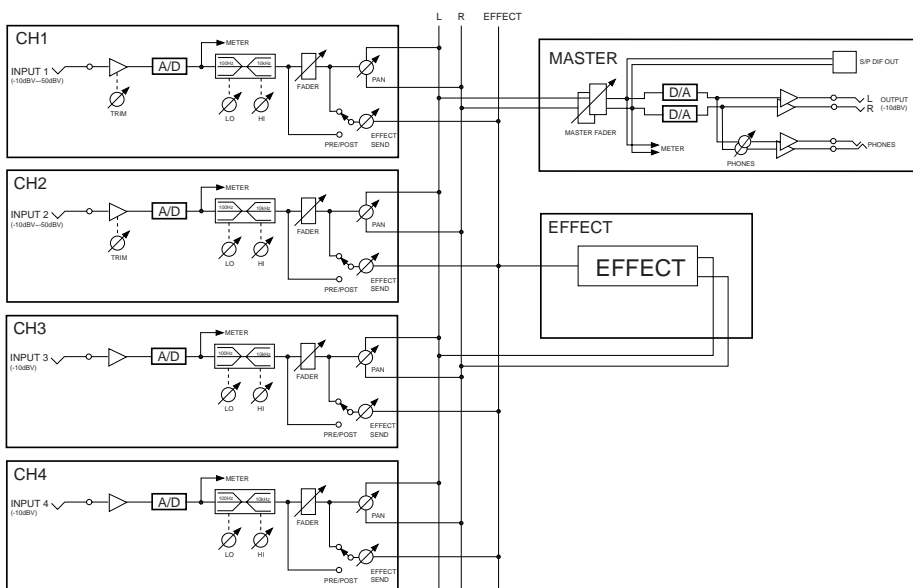 L R EFFECT
CH1
INPUT 1
(-10dBV—-50dBV)
TRIM
A/D
METER
100Hz 10kHz
LO HI
FADER
PAN
PRE/POST
EFFECT
SEND
CH2
INPUT 2
(-10dBV—-50dBV)
TRIM
A/D
METER
100Hz 10kHz
LO HI
FADER
PAN
PRE/POST
EFFECT
SEND
CH3
INPUT 3
(-10dBV)
A/D
METER
100Hz 10kHz
LO HI
FADER
PAN
PRE/POST
EFFECT
SEND
CH4
INPUT 4
(-10dBV)
A/D
METER
100Hz 10kHz
LO HI
FADER
PAN
PRE/POST
EFFECT
SEND
MASTER
MASTER FADER
METER
D/A
D/A
PHONES
S/P DIF OUT
L OUTPUT
R (-10dBV)
PHONES
EFFECT
EFFECT